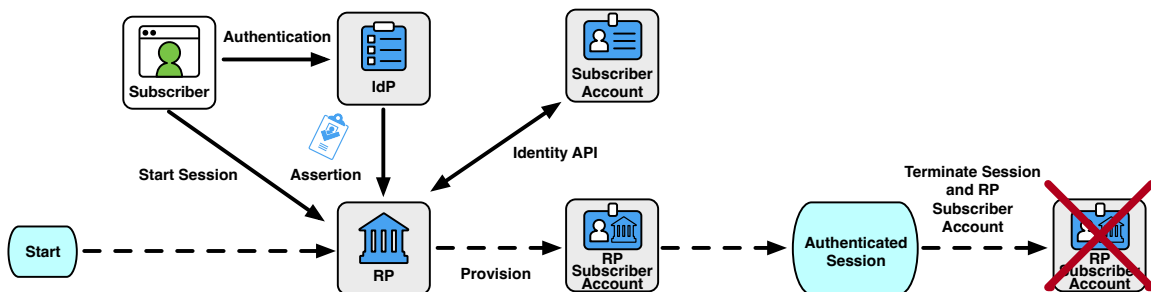 Authentication
Subscriber
IdP
Subscriber
Account
Start Session
Assertion
Identity API
Terminate Session
and RP
Subscriber
Account
Start
RP
Provision
RP
Subscriber
Account
Authenticated
Session
RP
Subscriber
Account